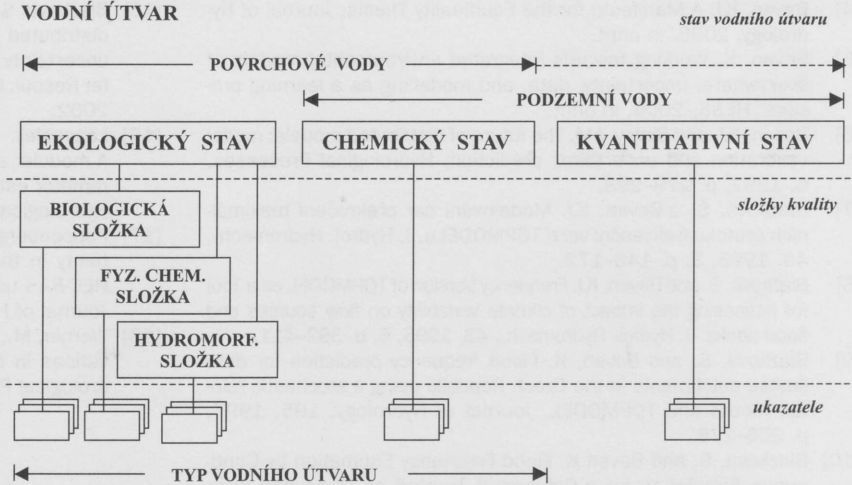 VODNÍ ÚTVAR
stav vodního útvaru
POVRCHOVÉ VODY
PODZEMNÍ VODY
EKOLOGICKÝ STAV
CHEMICKÝ STAV
KVANTITATIVNÍ STAV
BIOLOGICKÁ
SLOŽKA
složky kvality
FYZ. CHEM.
SLOŽKA
HYDROMORF.
SLOŽKA
ukazatele
TYP VODNÍHO ÚTVARU